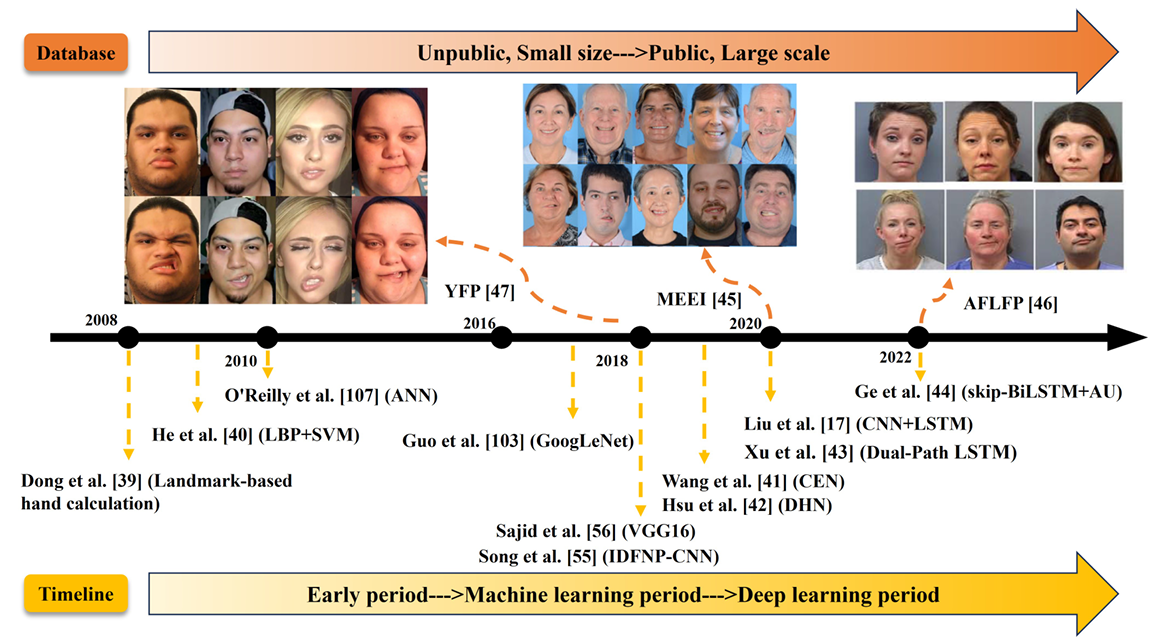 Database
Unpublic, Small size--->Public, Large scale
YFP [47]
MEEI [45]
AFLFP [46]
2008
2010
2016
2018
2020
2022
O'Reilly et al. [107] (ANN)
He et al. [40] (LBP+SVM)
Dong et al. [39] (Landmark-based
hand calculation)
Guo et al. [103] (GoogLeNet)
Sajid et al. [56] (VGG16)
Song et al. [55] (IDFNP-CNN)
Wang et al. [41] (CEN)
Hsu et al. [42] (DHN)
Liu et al. [17] (CNN+LSTM)
Xu et al. [43] (Dual-Path LSTM)
Ge et al. [44] (skip-BiLSTM+AU)
Timeline
Early period--->Machine learning period--->Deep learning period